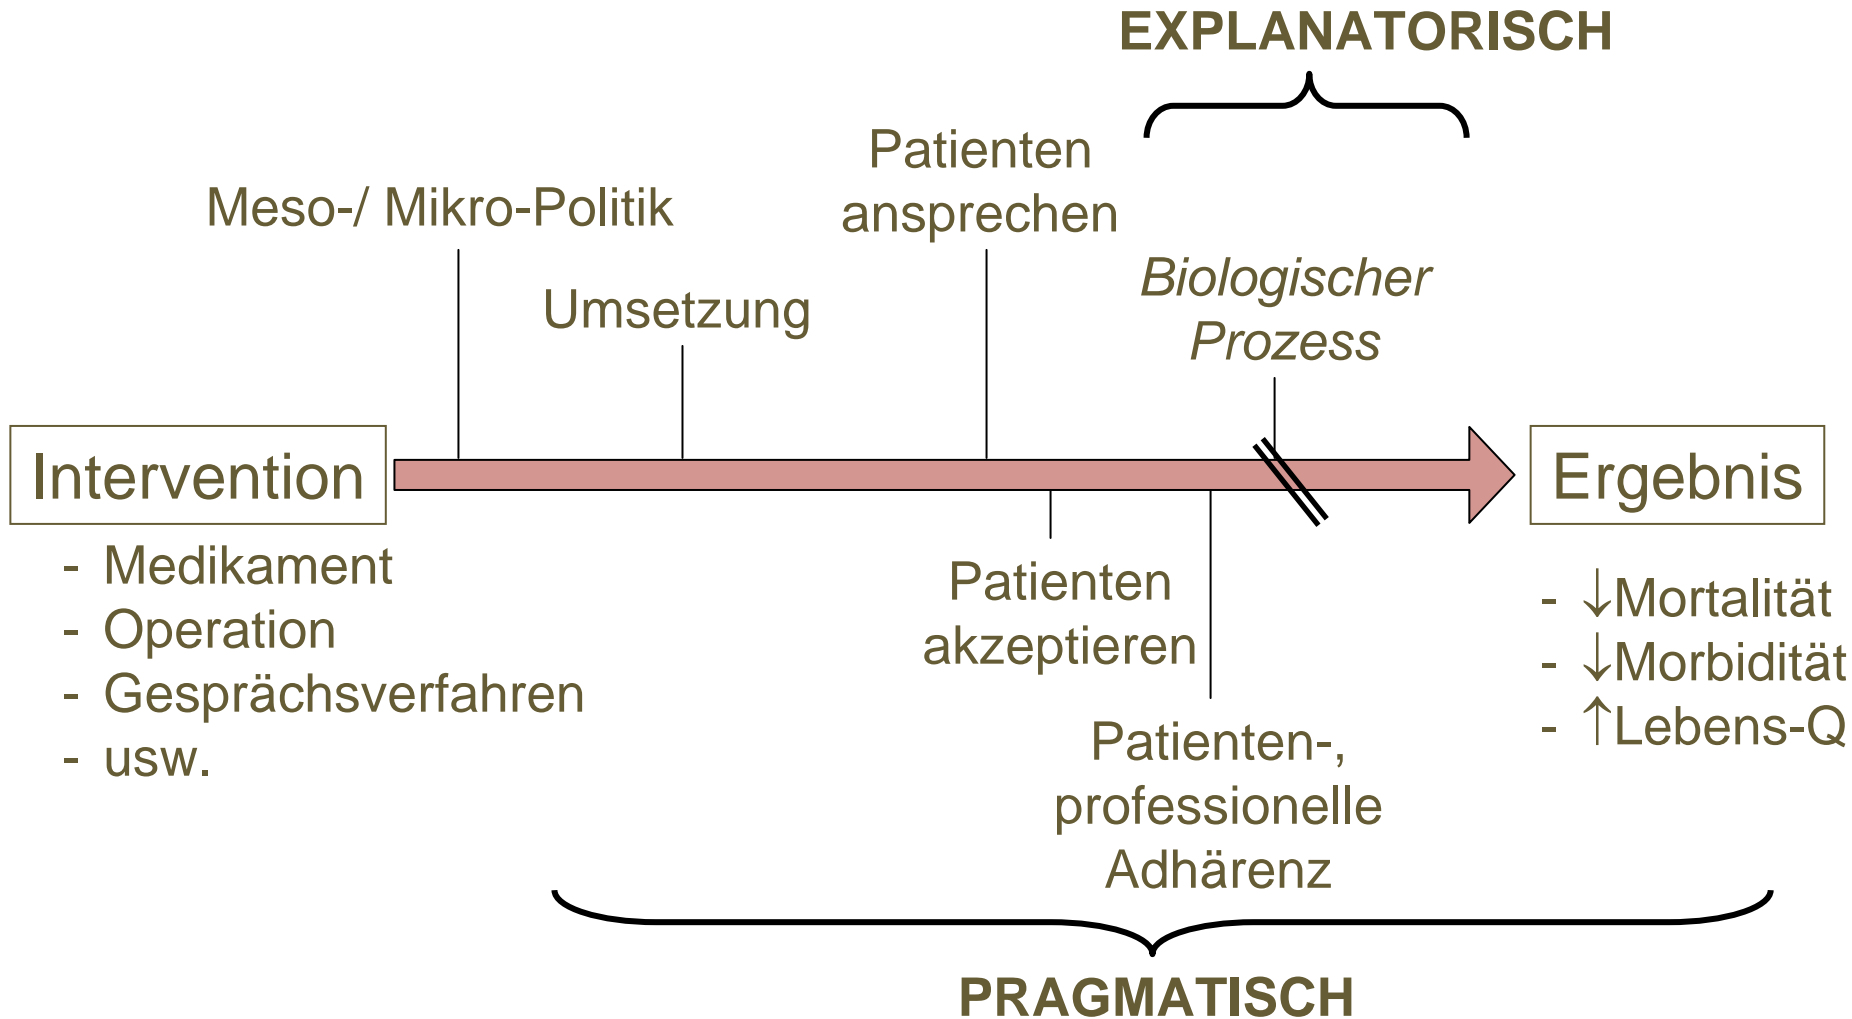 EXPLANATORISCH
Patienten
ansprechen
Meso-/ Mikro-Politik
Biologischer
Prozess
Umsetzung
Intervention
Ergebnis
- Medikament
- Operation
- Gesprächsverfahren
- usw.
Patienten
akzeptieren
- ↓Mortalität
- ↓Morbidität
- ↑Lebens-Q
Patienten-,
professionelle
Adhärenz
PRAGMATISCH